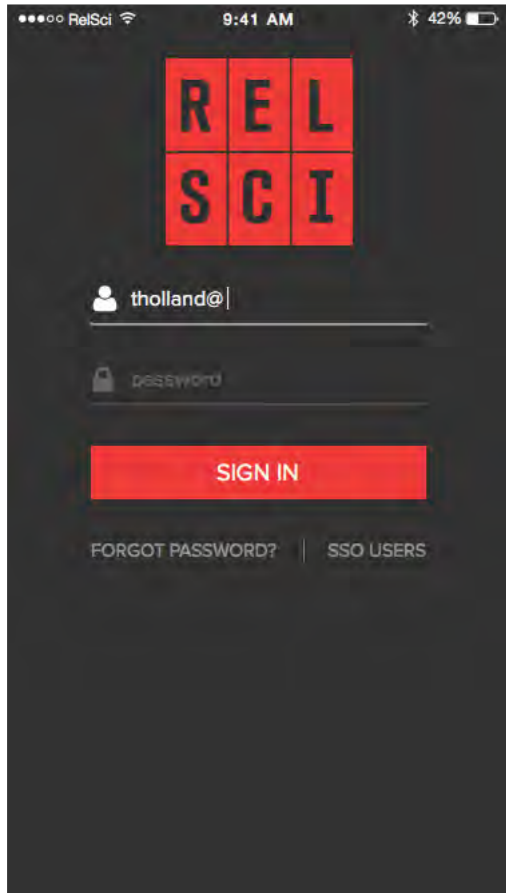 RelSci 9:41 AM 42%
REL
SCI
tholland@
password
SIGN IN
FORGOT PASSWORD? | SSO USERS